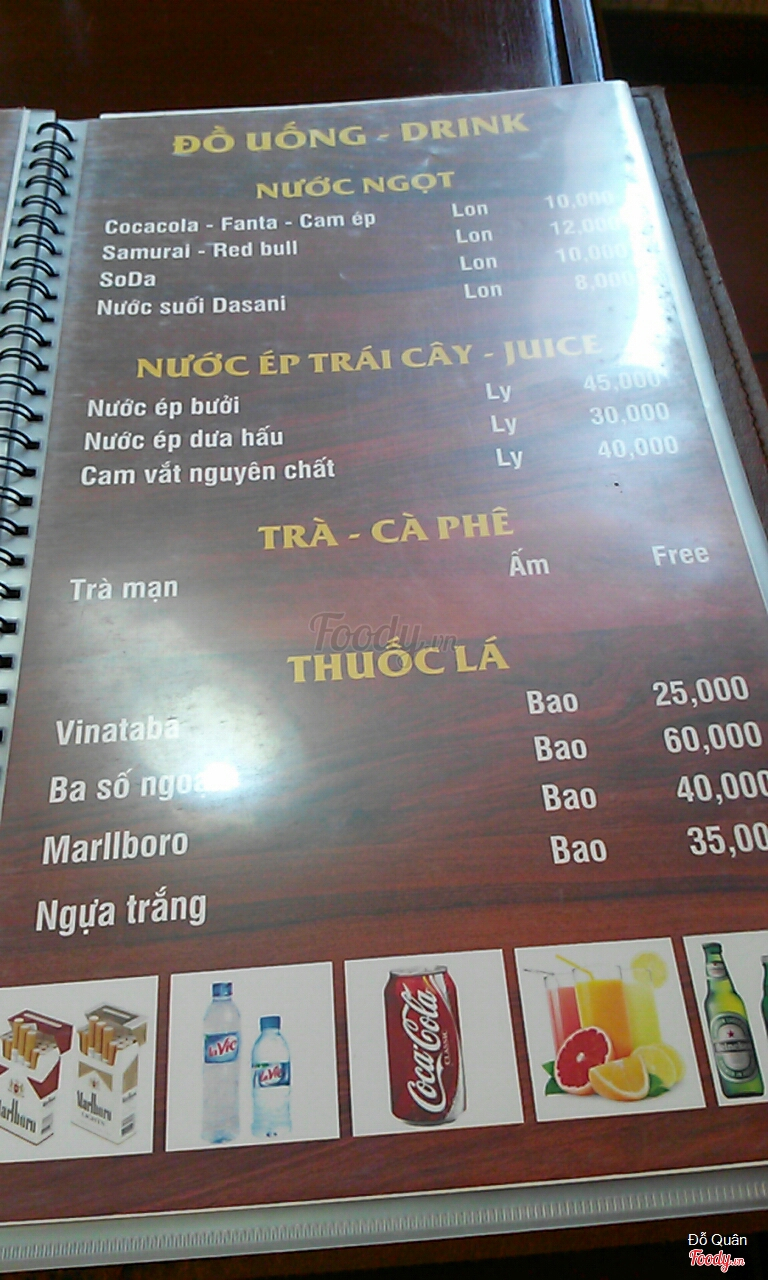 ĐỒ UỐNG - DRINK
NƯỚC NGỌT
Cocacola - Fanta - Cam ép Lon 10,000
Samurai - Red bull Lon 12,000
SoDa Lon 10,000
Nước suối Dasani Lon 8,000
NƯỚC ÉP TRÁI CÂY - JUICE
Nước ép bưởi Ly 45,000
Nước ép dưa hấu Ly 30,000
Cam vắt nguyên chất Ly 40,000
TRÀ - CÀ PHÊ
Trà mạn Ấm Free
Foody.vn
THUỐC LÁ
Vinataba Bao 25,000
Ba số Bao 60,000
Marllboro Bao 40,000
Ngựa trắng Bao 35,00
Marlboro
Marlboro
LaVie
LaVie
Coca-Cola
CLASSIC
Đỗ Quân
Foody.vn